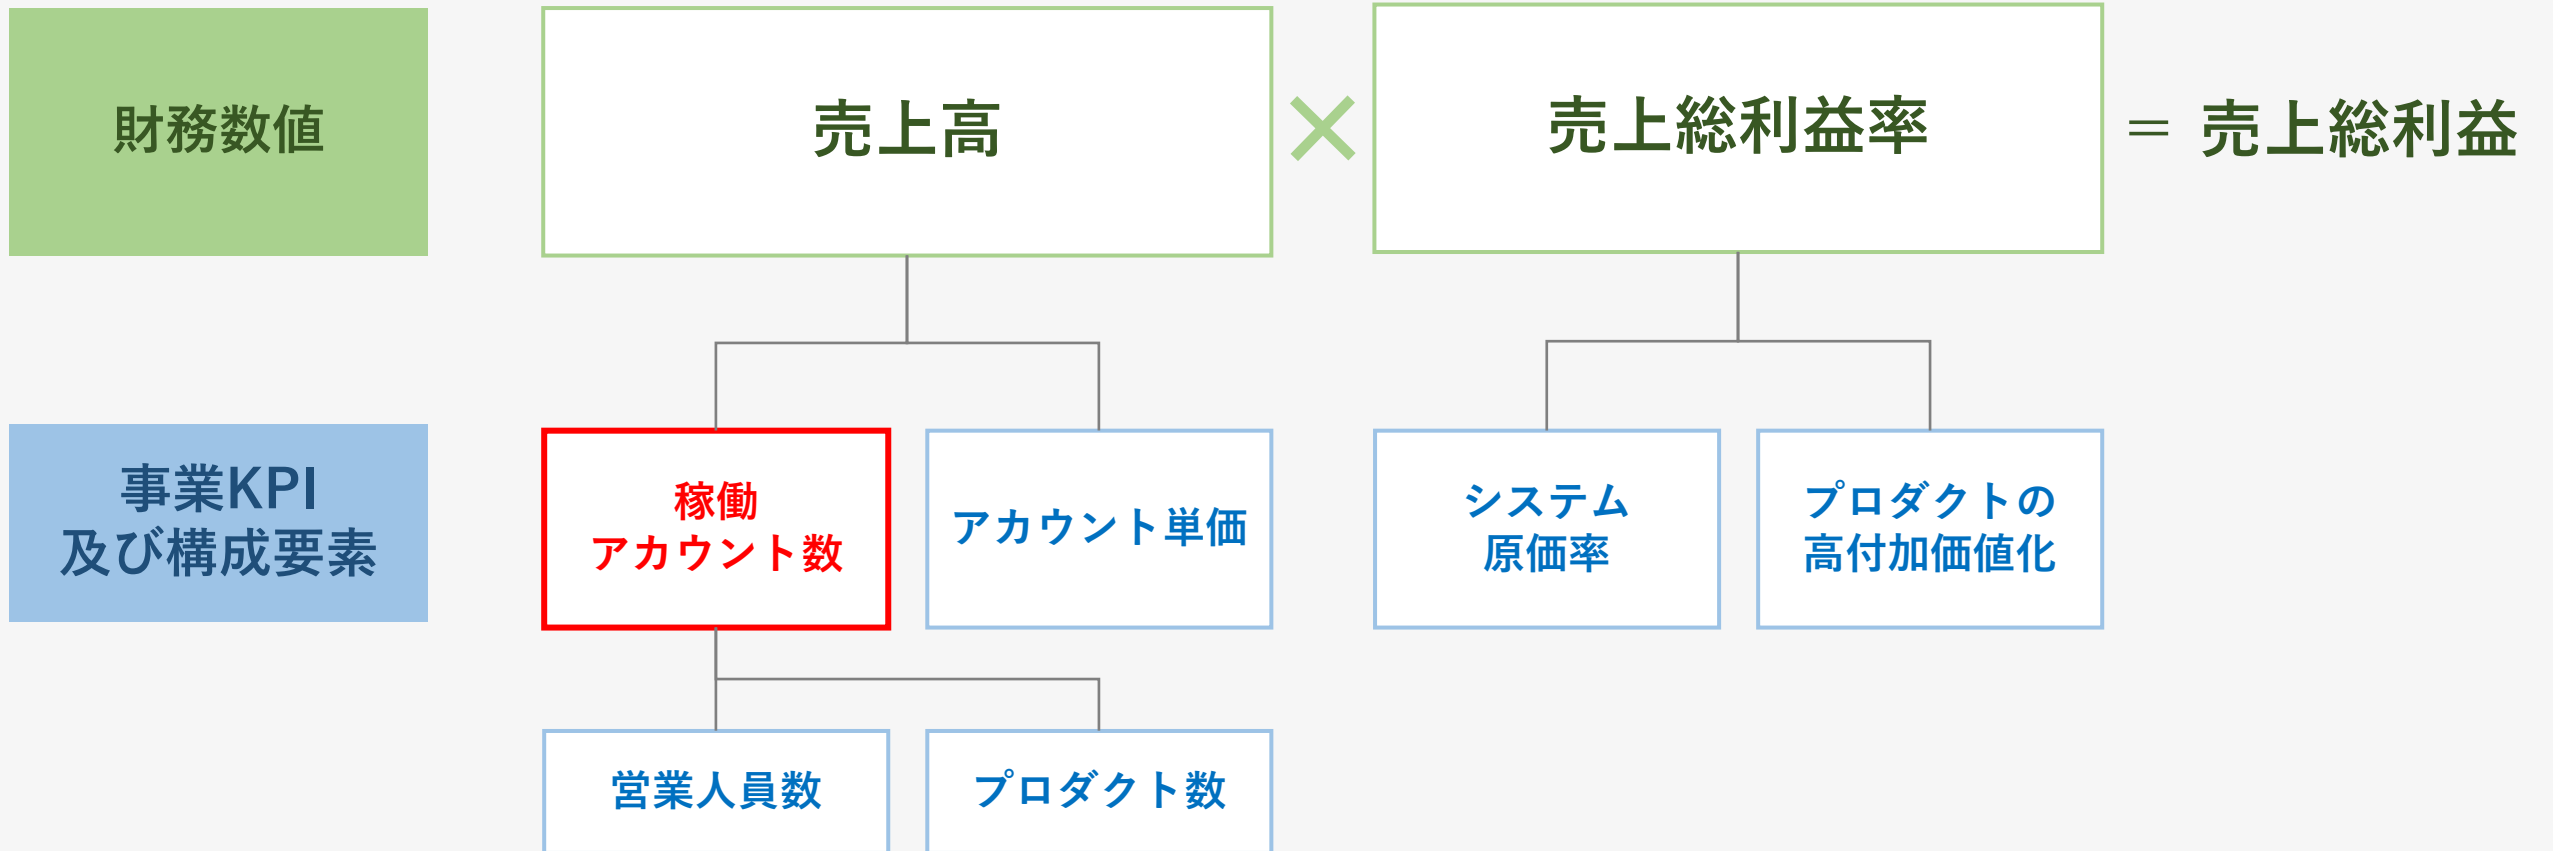 財務数値
売上高
×
売上総利益率
= 売上総利益
事業KPI
及び構成要素
稼働
アカウント数
アカウント単価
システム
原価率
プロダクトの
高付加価値化
営業人員数
プロダクト数